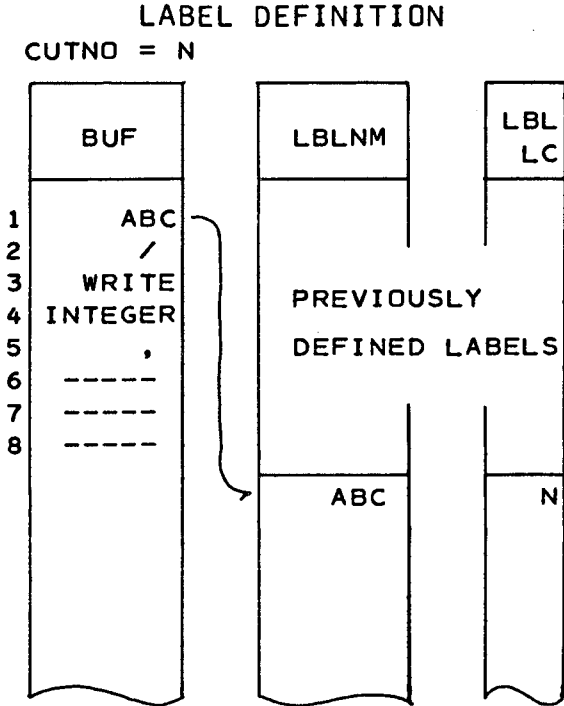 LABEL DEFINITION
CUTNO = N
BUF
LBLNM
LBL
LC
1 ABC
2 /
3 WRITE
4 INTEGER
5 ,
6 -----
7 -----
8 -----
PREVIOUSLY
DEFINED LABELS
ABC
N